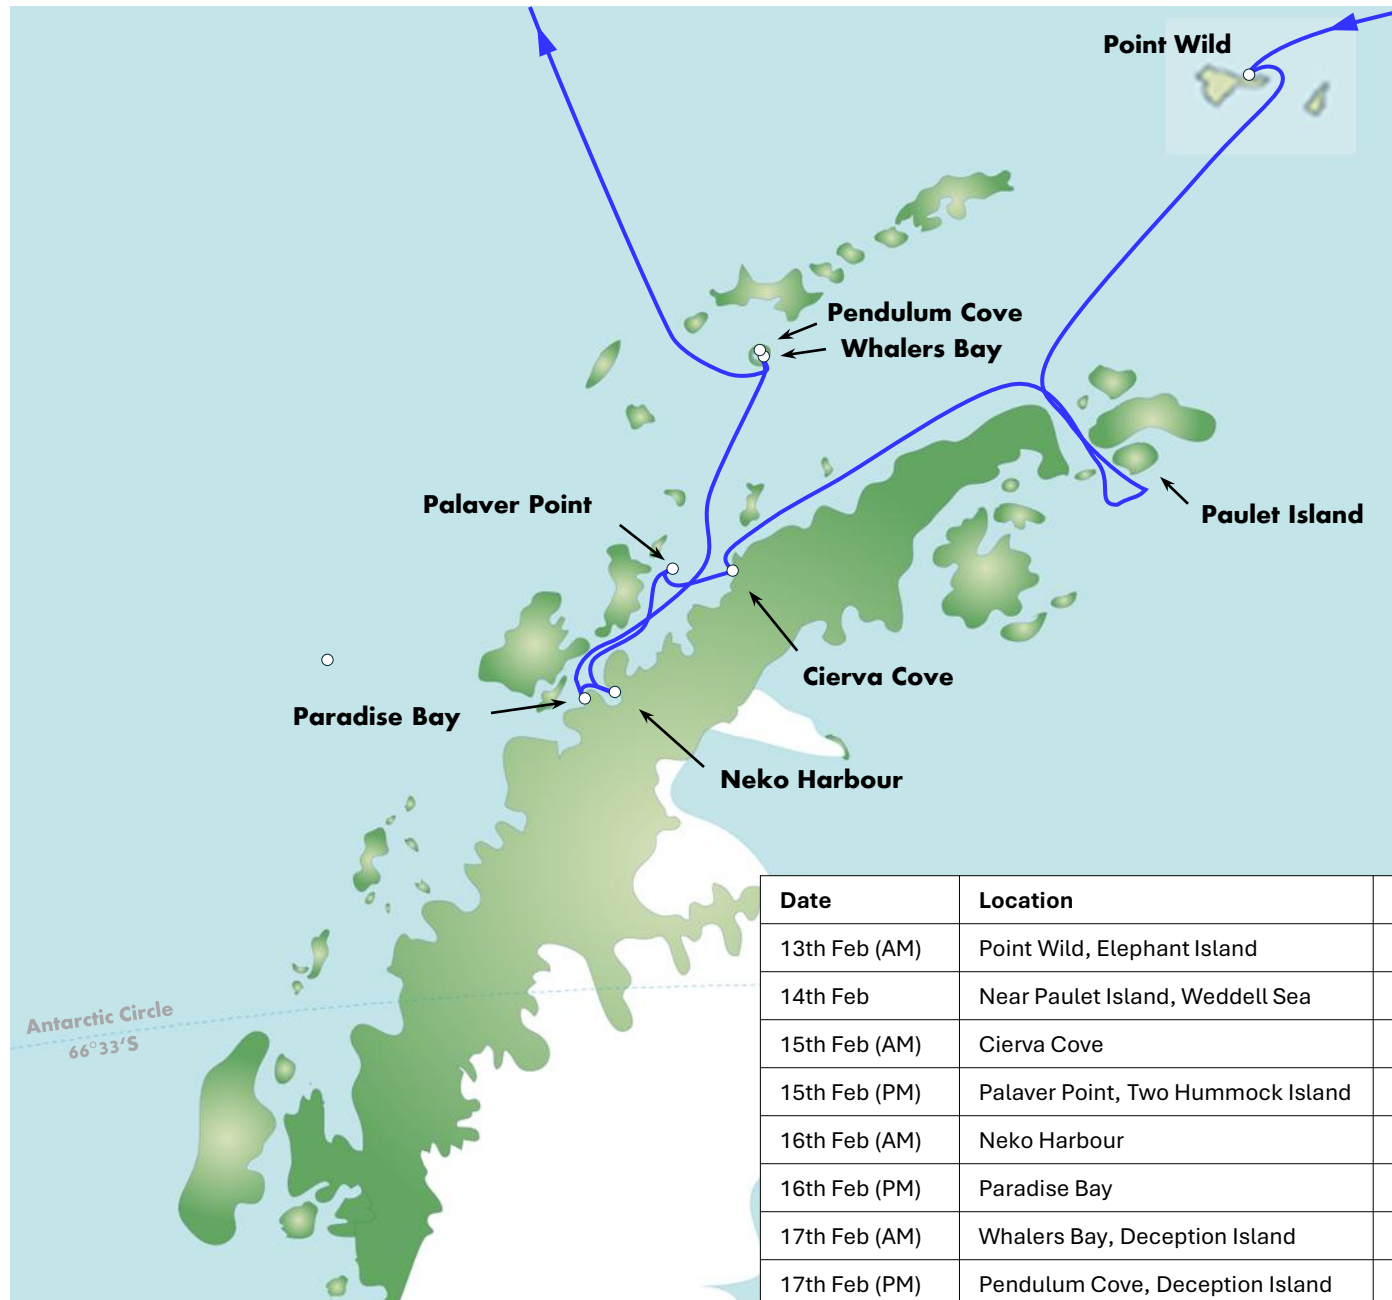 Point Wild
Pendulum Cove
Whalers Bay
Palaver Point
Paulet Island
Cierva Cove
Paradise Bay
Neko Harbour
Antarctic Circle
66°33'S
Date Location
13th Feb (AM) Point Wild, Elephant Island
14th Feb Near Paulet Island, Weddell Sea
15th Feb (AM) Cierva Cove
15th Feb (PM) Palaver Point, Two Hummock Island
16th Feb (AM) Neko Harbour
16th Feb (PM) Paradise Bay
17th Feb (AM) Whalers Bay, Deception Island
17th Feb (PM) Pendulum Cove, Deception Island